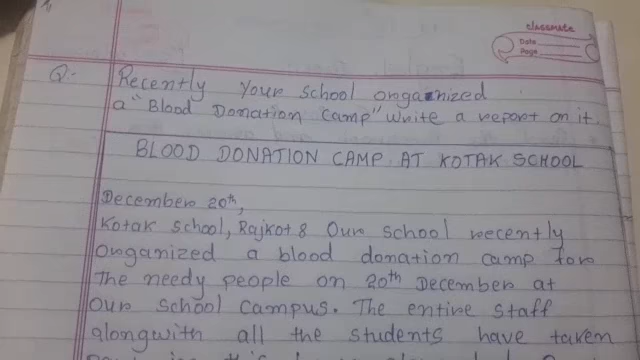 classmate
Date
Page
Q. Recently your school organized
a "Blood Donation Camp" write a report on it.
BLOOD DONATION CAMP AT KOTAK SCHOOL
December 20th,
Kotak School, Rajkot : Our school recently
organized a blood donation camp for
the needy people on 20th December at
our school campus. The entire staff
alongwith all the students have taken